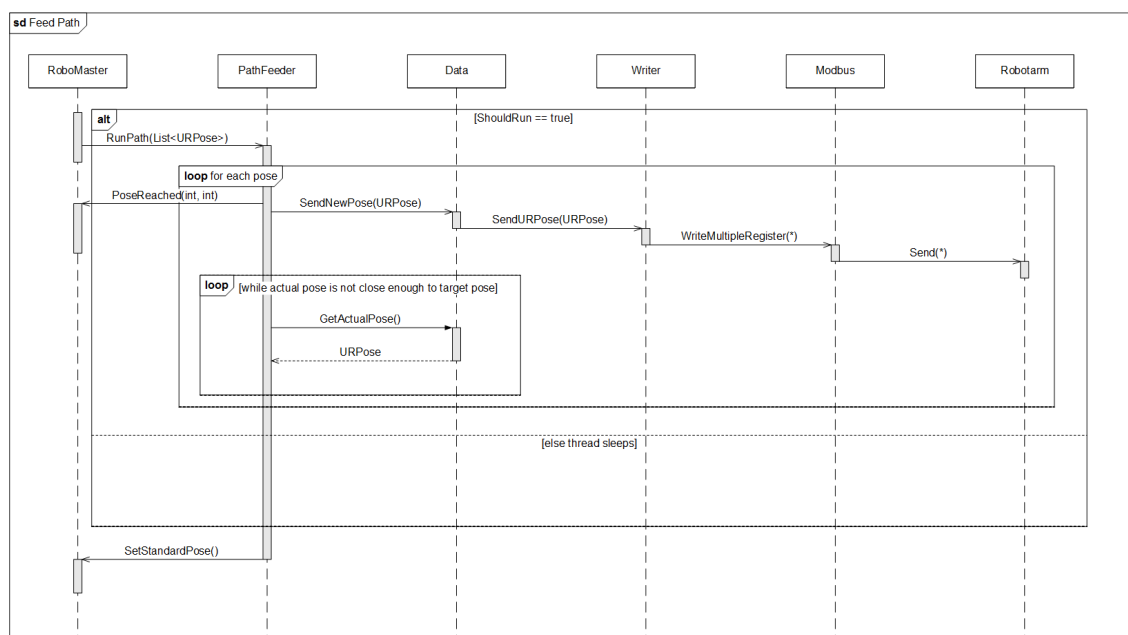 sd Feed Path
RoboMaster
PathFeeder
Data
Writer
Modbus
Robotarm
alt
[ShouldRun == true]
RunPath(List<URPose>)
loop for each pose
PoseReached(int, int)
SendNewPose(URPose)
SendURPose(URPose)
WriteMultipleRegister(*)
Send(*)
loop [while actual pose is not close enough to target pose]
GetActualPose()
URPose
[else thread sleeps]
SetStandardPose()